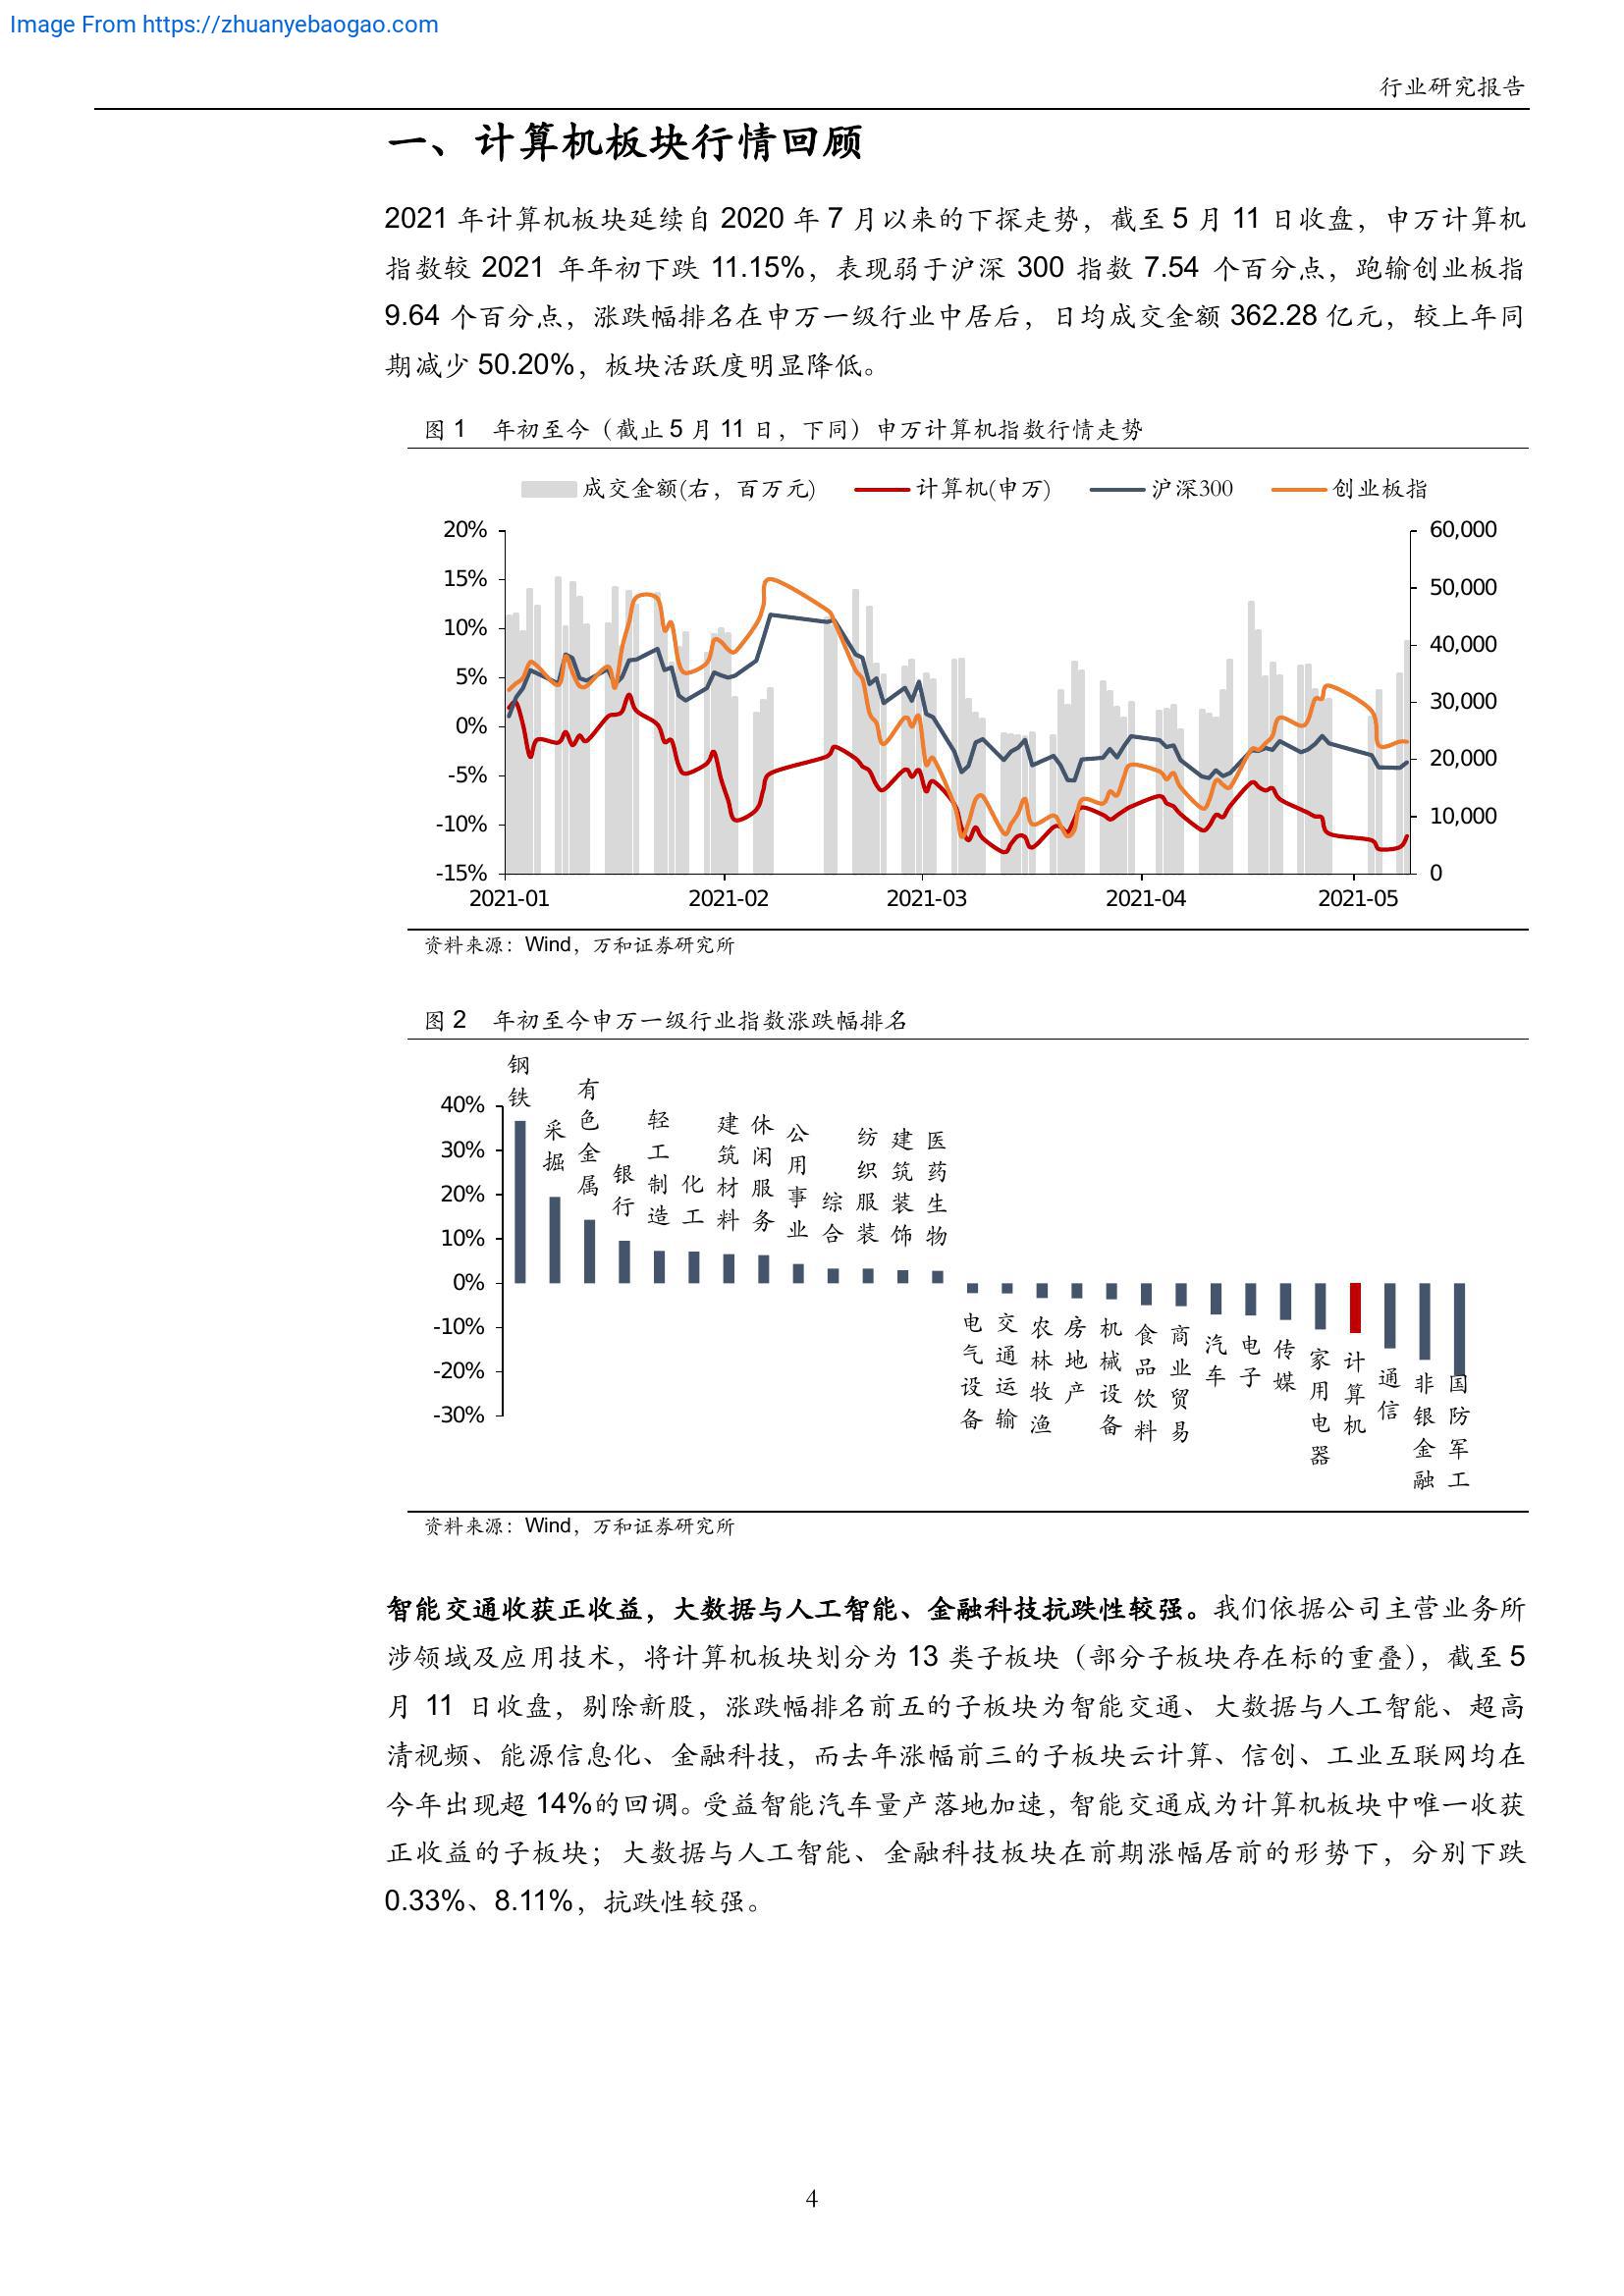 Image From https://zhuanyebaogao.com
行业研究报告
一、计算机板块行情回顾
2021 年计算机板块延续自 2020 年 7 月以来的下探走势，截至 5 月 11 日收盘，申万计算机
指数较 2021 年年初下跌 11.15%，表现弱于沪深 300 指数 7.54 个百分点，跑输创业板指
9.64 个百分点，涨跌幅排名在申万一级行业中居后，日均成交金额 362.28 亿元，较上年同
期减少 50.20%，板块活跃度明显降低。
图 1 年初至今（截止 5 月 11 日，下同）申万计算机指数行情走势
成交金额(右，百万元) 计算机(申万) 沪深300 创业板指
20% 60,000
15% 50,000
10% 40,000
5%
0% 30,000
-5% 20,000
-10% 10,000
-15% 0
2021-01 2021-02 2021-03 2021-04 2021-05
资料来源：Wind，万和证券研究所
图 2 年初至今申万一级行业指数涨跌幅排名
40%
30%
20%
10%
0%
-10%
-20%
-30%
钢铁
采掘
有色金属
银行
轻工制造
化工
建筑材料
休闲服务
公用事业
综合
纺织服装
建筑装饰
医药生物
电气设备
交通运输
农林牧渔
房地产
机械设备
食品饮料
商业贸易
汽车
电子
传媒
家用电器
计算机
通信
非银金融
国防军工
资料来源：Wind，万和证券研究所
智能交通收获正收益，大数据与人工智能、金融科技抗跌性较强。我们依据公司主营业务所
涉领域及应用技术，将计算机板块划分为 13 类子板块（部分子板块存在标的重叠），截至 5
月 11 日收盘，剔除新股，涨跌幅排名前五的子板块为智能交通、大数据与人工智能、超高
清视频、能源信息化、金融科技，而去年涨幅前三的子板块云计算、信创、工业互联网均在
今年出现超 14%的回调。受益智能汽车量产落地加速，智能交通成为计算机板块中唯一收获
正收益的子板块；大数据与人工智能、金融科技板块在前期涨幅居前的形势下，分别下跌
0.33%、8.11%，抗跌性较强。
4